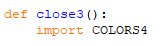 def close3():
    import COLORS4